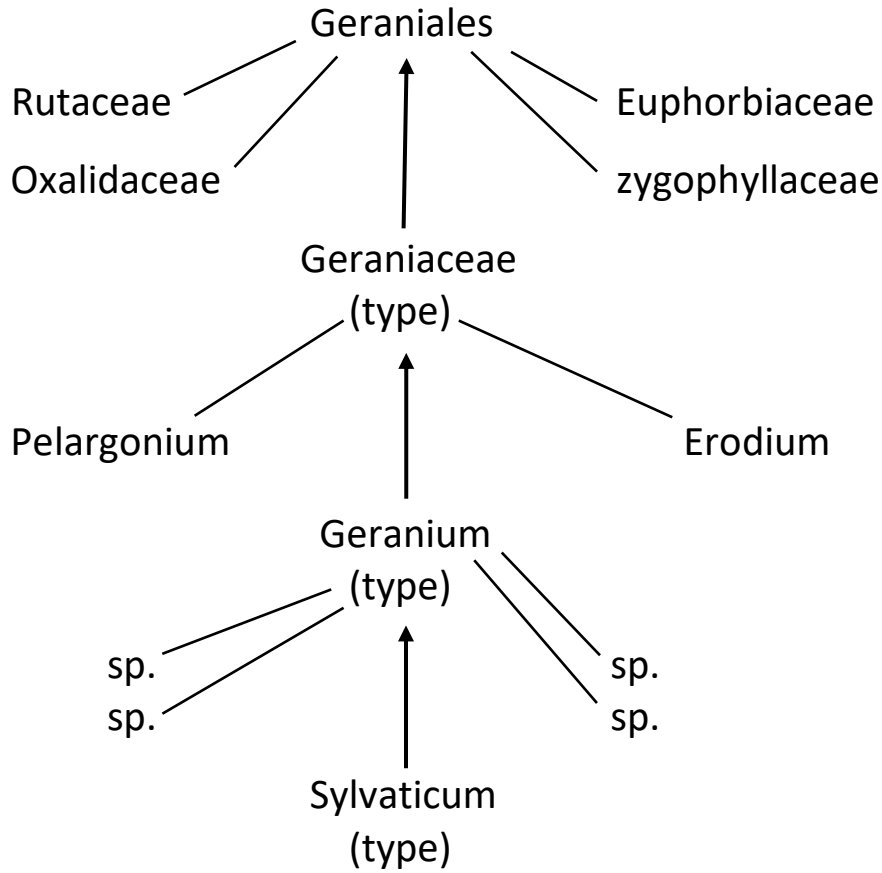 Geraniales
Rutaceae
Euphorbiaceae
Oxalidaceae
zygophyllaceae
Geraniaceae
(type)
Pelargonium
Erodium
Geranium
(type)
sp.
sp.
sp.
sp.
Sylvaticum
(type)